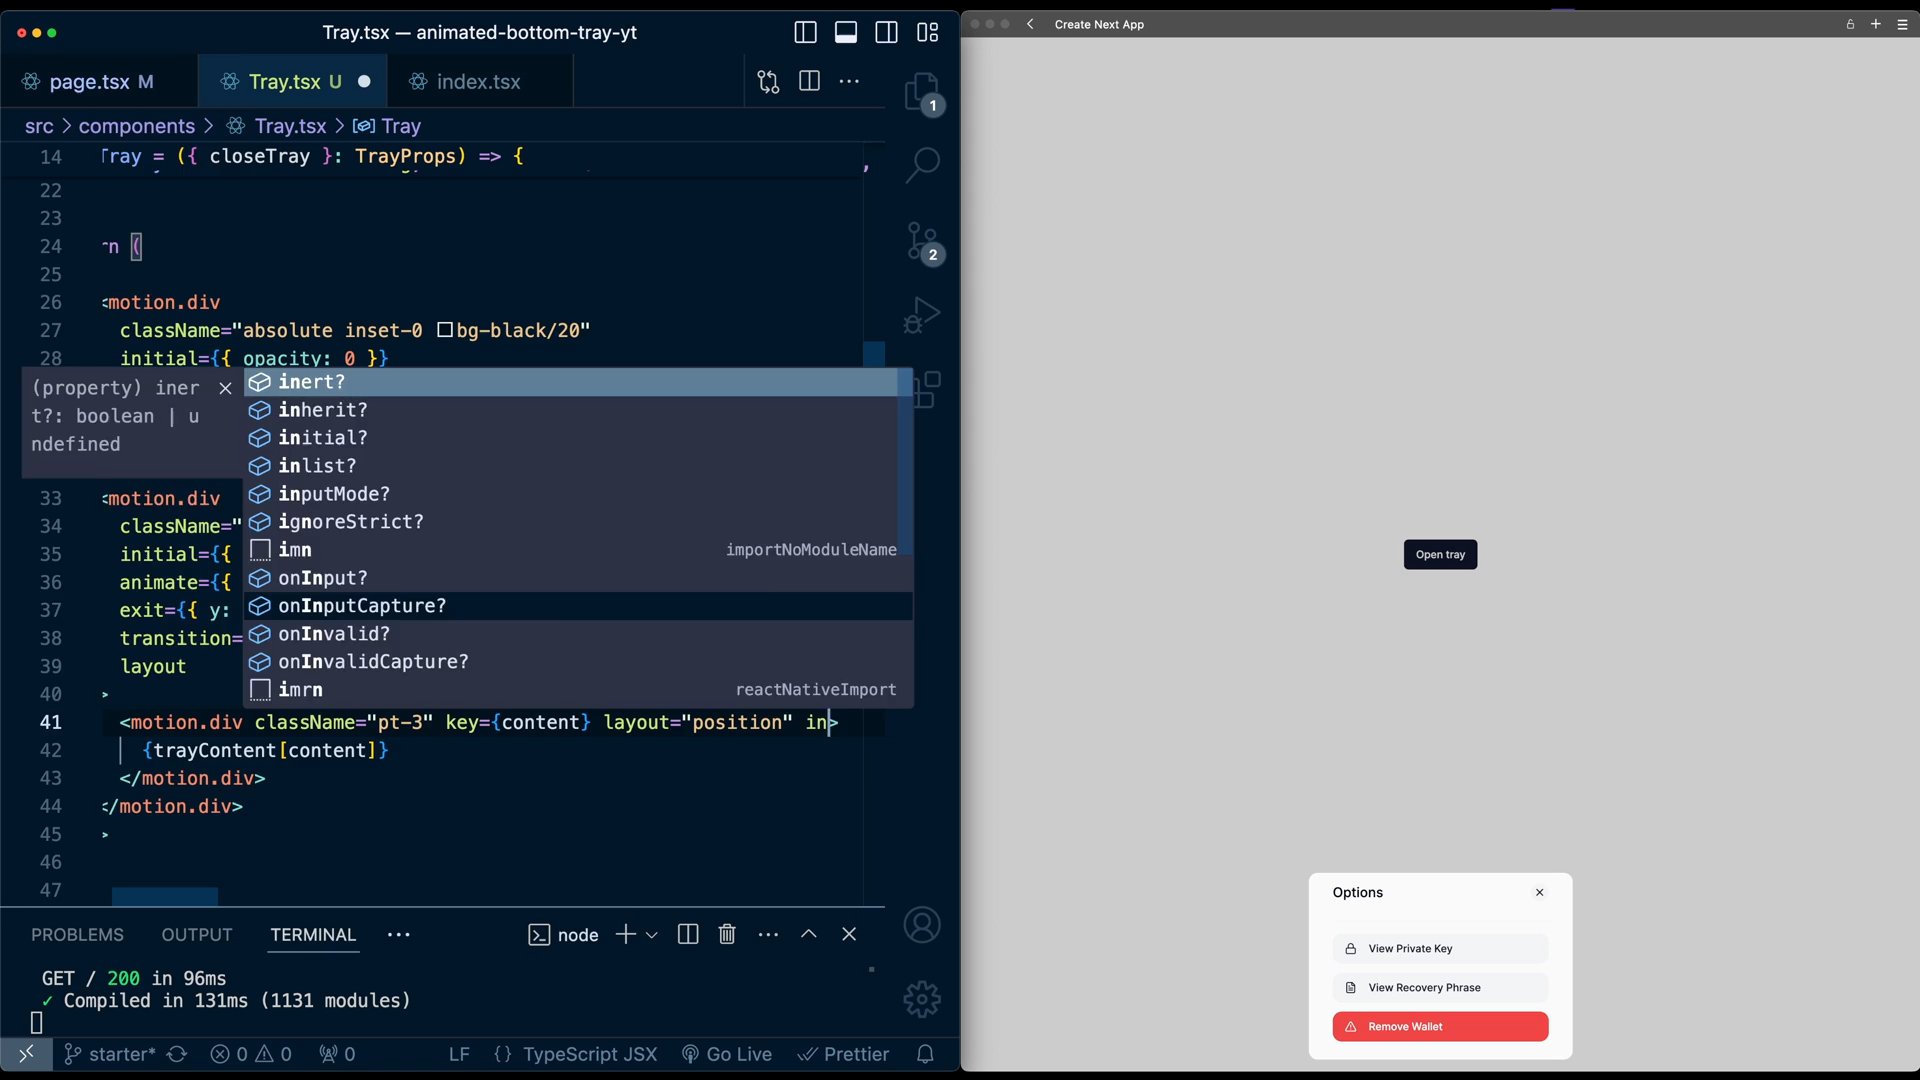 Tray.tsx — animated-bottom-tray-yt
page.tsx M
Tray.tsx U
index.tsx
src > components > Tray.tsx > Tray
1
14 Tray = ({ closeTray }: TrayProps) => {
22
23
24 rn (
2
25
26 <motion.div
27 className="absolute inset-0 bg-black/20"
28 initial={{ opacity: 0 }}
(property) iner
t?: boolean | u
ndefined
inert?
inherit?
initial?
inlist?
inputMode?
ignoreStrict?
imn importNoModuleName
onInput?
onInputCapture?
onInvalid?
onInvalidCapture?
imrn reactNativeImport
33 <motion.div
34 className="
35 initial={{
36 animate={{
37 exit={{ y:
38 transition=
39 layout
40 >
41 <motion.div className="pt-3" key={content} layout="position" in>
42 {trayContent[content]}
43 </motion.div>
44 </motion.div>
45 >
46
47
PROBLEMS OUTPUT TERMINAL ••• node
GET / 200 in 96ms
✓ Compiled in 131ms (1131 modules)
starter* 0 0 0 LF {} TypeScript JSX Go Live Prettier
Create Next App
Open tray
Options
View Private Key
View Recovery Phrase
Remove Wallet